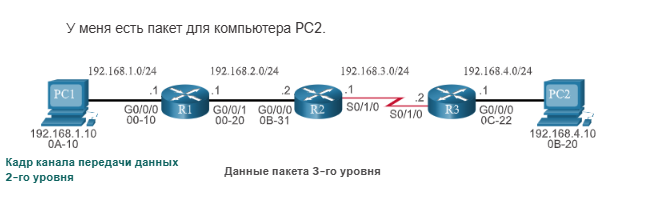 У меня есть пакет для компьютера PC2.
192.168.1.0/24 192.168.2.0/24 192.168.3.0/24 192.168.4.0/24
PC1 .1 R1 .1 .2 R2 .1 .2 R3 .1 PC2
G0/0/0 G0/0/1 G0/0/0 S0/1/0 S0/1/0 G0/0/0
00-10 00-20 0B-31 0C-22
192.168.1.10 192.168.4.10
0A-10 0B-20
Кадр канала передачи данных
2-го уровня
Данные пакета 3-го уровня